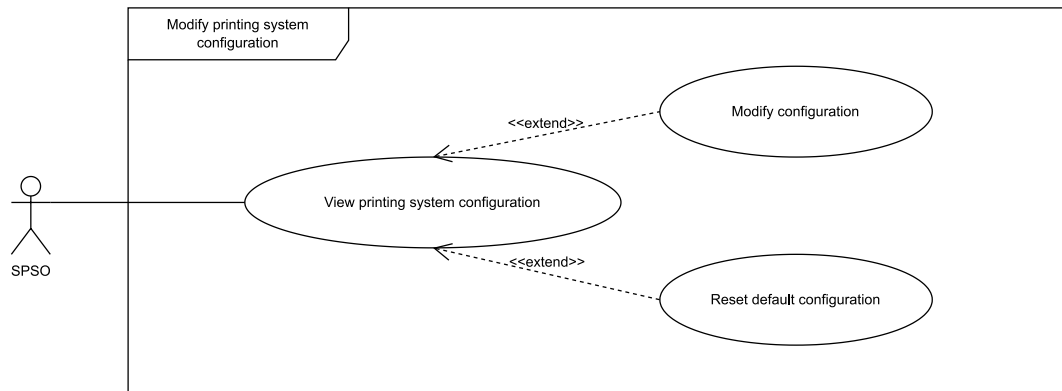 Modify printing system
configuration
Modify configuration
<<extend>>
View printing system configuration
<<extend>>
SPSO
Reset default configuration